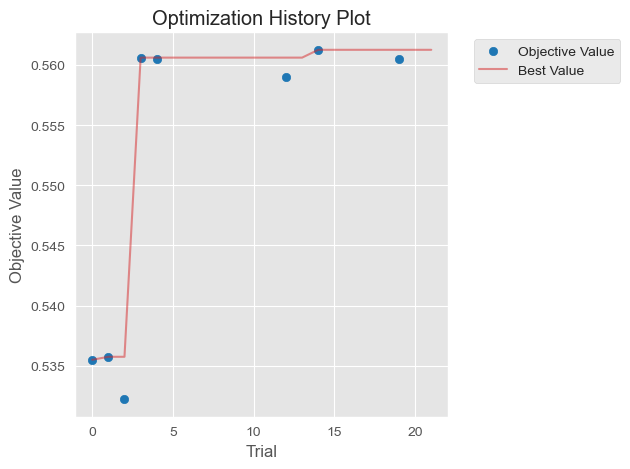 Optimization History Plot
Objective Value
Best Value
0.560
0.555
0.550
0.545
0.540
0.535
Objective Value
0
5
10
15
20
Trial